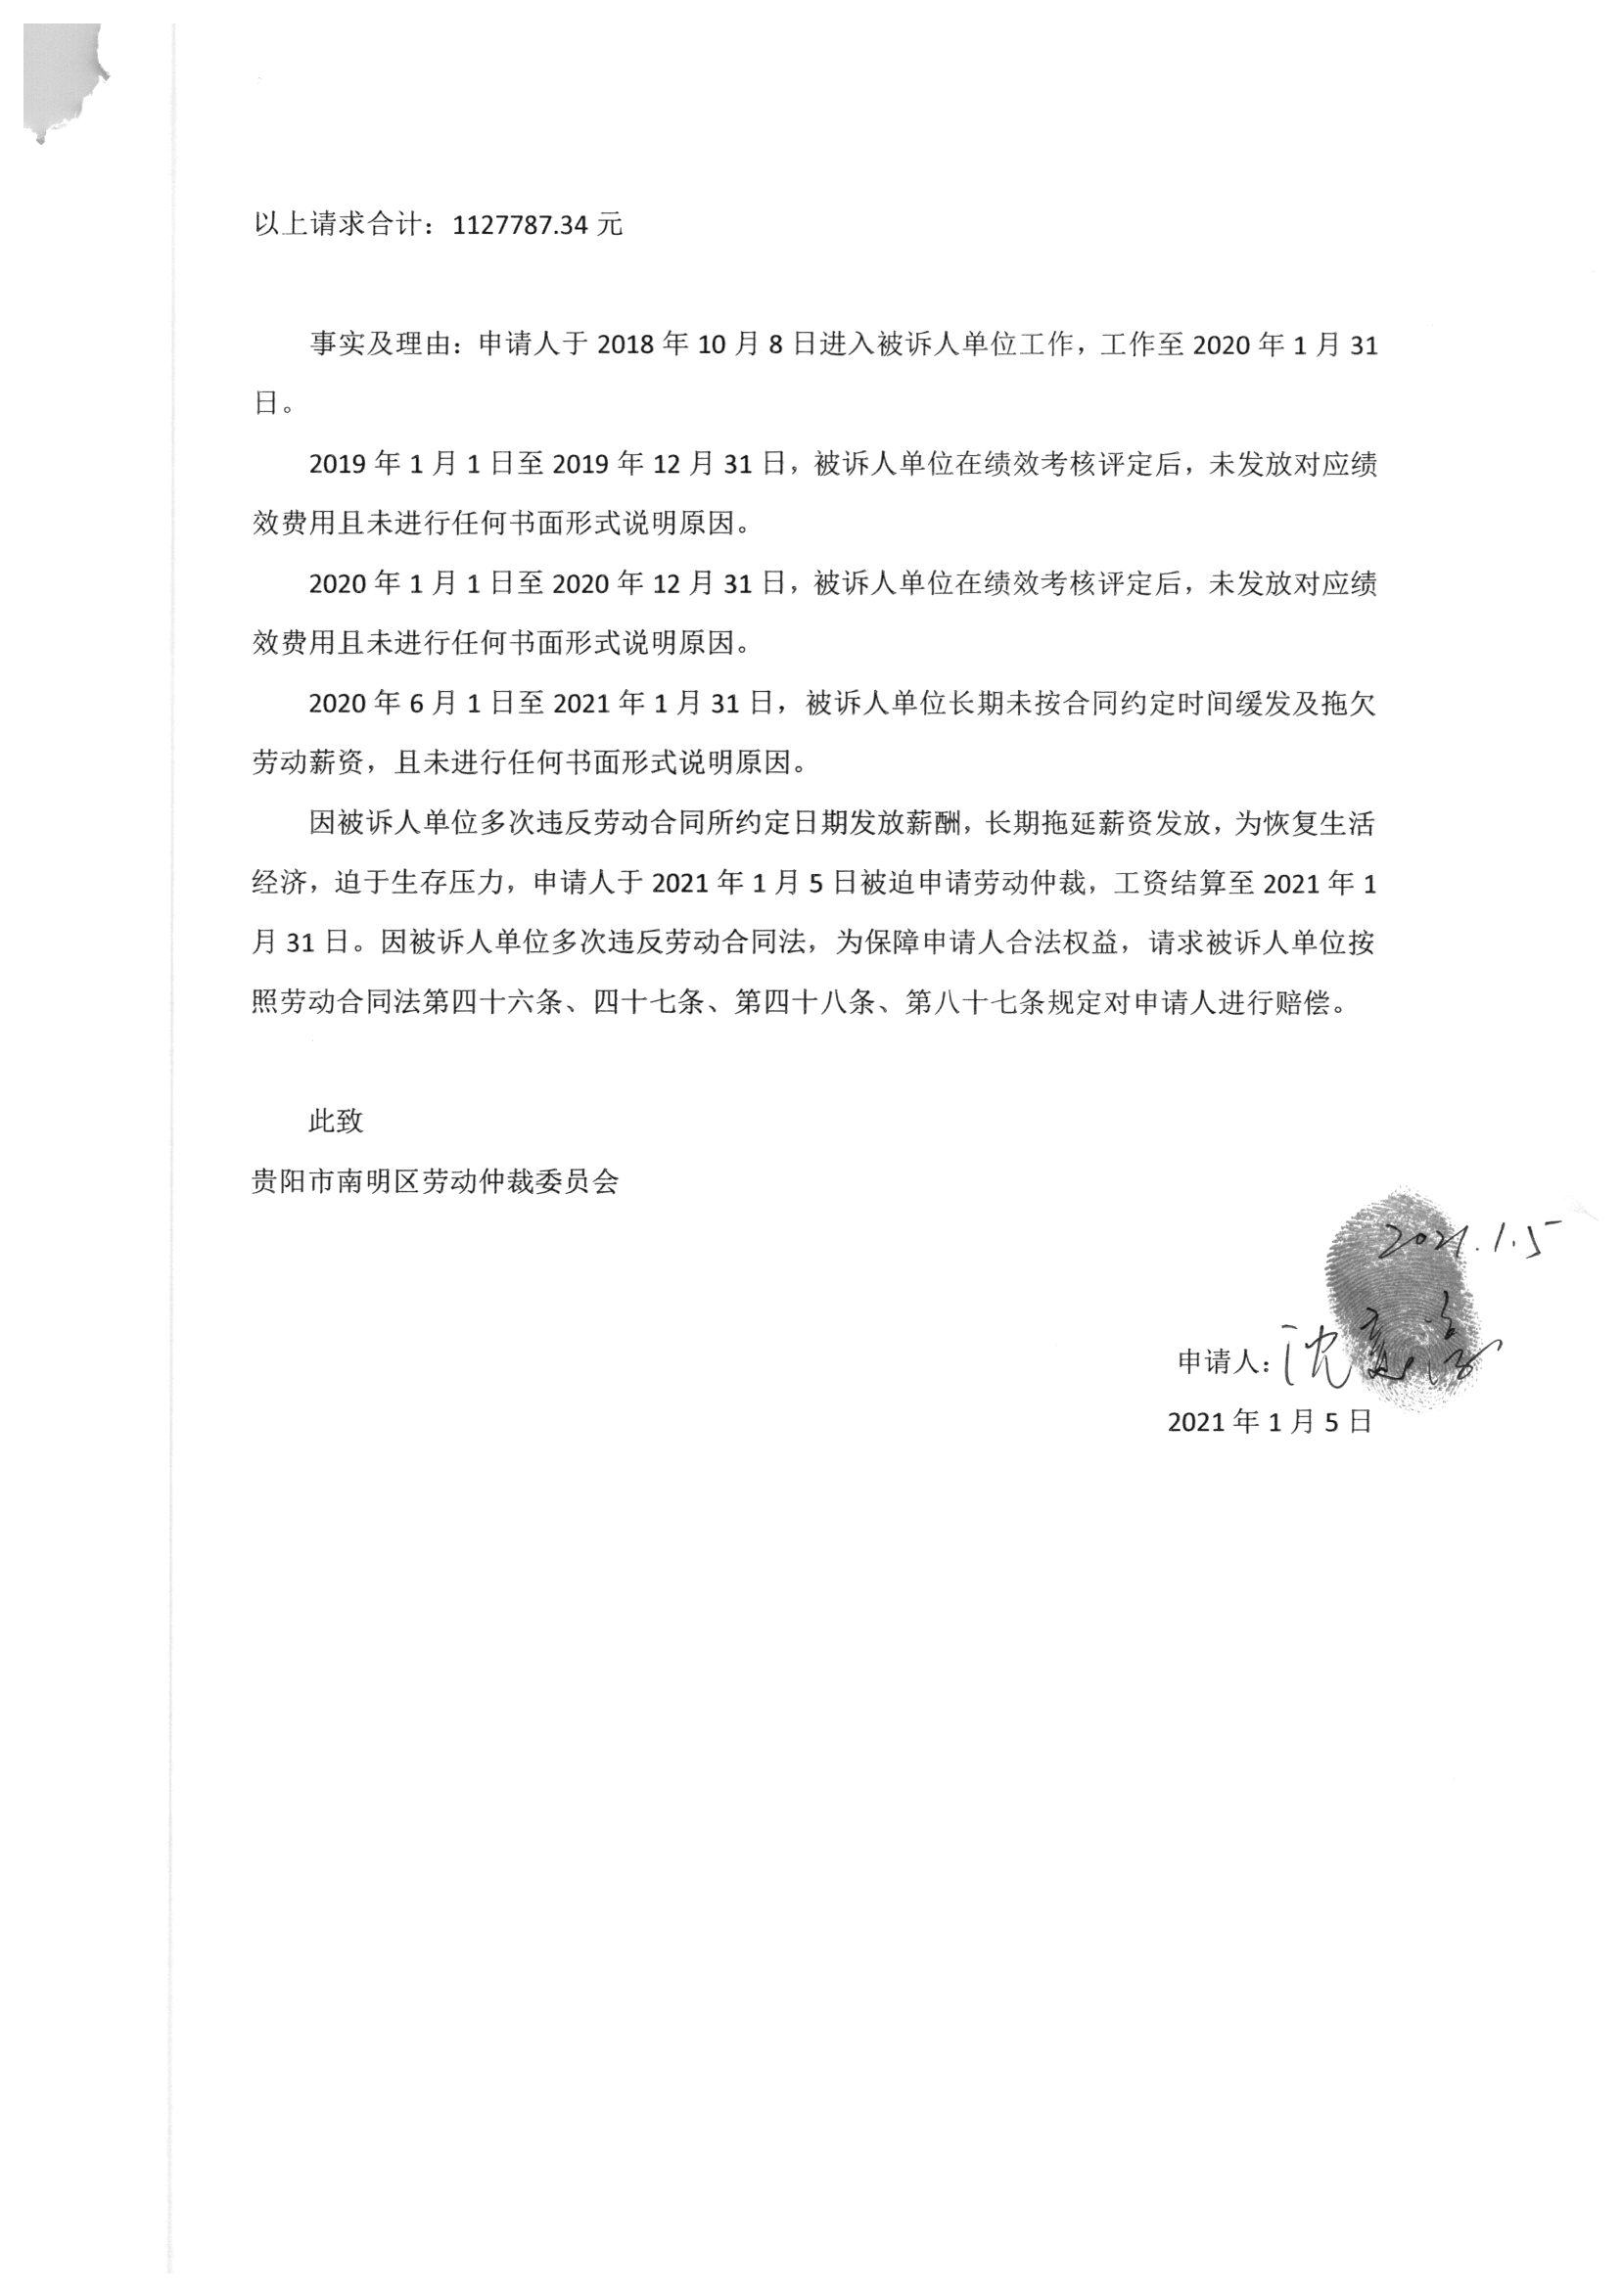 以上请求合计：1127787.34 元
事实及理由：申请人于 2018 年 10 月 8 日进入被诉人单位工作，工作至 2020 年 1 月 31
日。
2019 年 1 月 1 日至 2019 年 12 月 31 日，被诉人单位在绩效考核评定后，未发放对应绩
效费用且未进行任何书面形式说明原因。
2020 年 1 月 1 日至 2020 年 12 月 31 日，被诉人单位在绩效考核评定后，未发放对应绩
效费用且未进行任何书面形式说明原因。
2020 年 6 月 1 日至 2021 年 1 月 31 日，被诉人单位长期未按合同约定时间缓发及拖欠
劳动薪资，且未进行任何书面形式说明原因。
因被诉人单位多次违反劳动合同所约定日期发放薪酬，长期拖延薪资发放，为恢复生活
经济，迫于生存压力，申请人于 2021 年 1 月 5 日被迫申请劳动仲裁，工资结算至 2021 年 1
月 31 日。因被诉人单位多次违反劳动合同法，为保障申请人合法权益，请求被诉人单位按
照劳动合同法第四十六条、四十七条、第四十八条、第八十七条规定对申请人进行赔偿。
此致
贵阳市南明区劳动仲裁委员会
2021.1.5
申请人：沈
2021 年 1 月 5 日